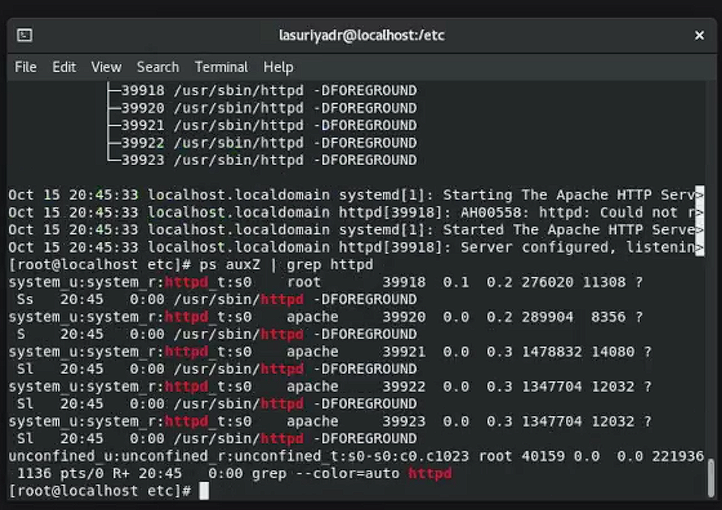 lasuriyadr@localhost:/etc
×
File Edit View Search Terminal Help
├─39918 /usr/sbin/httpd -DFOREGROUND
├─39920 /usr/sbin/httpd -DFOREGROUND
├─39921 /usr/sbin/httpd -DFOREGROUND
├─39922 /usr/sbin/httpd -DFOREGROUND
└─39923 /usr/sbin/httpd -DFOREGROUND
Oct 15 20:45:33 localhost.localdomain systemd[1]: Starting The Apache HTTP Serv>
Oct 15 20:45:33 localhost.localdomain httpd[39918]: AH00558: httpd: Could not r>
Oct 15 20:45:33 localhost.localdomain systemd[1]: Started The Apache HTTP Serve>
Oct 15 20:45:33 localhost.localdomain httpd[39918]: Server configured, listenin>
[root@localhost etc]# ps auxZ | grep httpd
system_u:system_r:httpd_t:s0 root 39918 0.1 0.2 276020 11308 ?
Ss 20:45 0:00 /usr/sbin/httpd -DFOREGROUND
system_u:system_r:httpd_t:s0 apache 39920 0.0 0.2 289904 8356 ?
S 20:45 0:00 /usr/sbin/httpd -DFOREGROUND
system_u:system_r:httpd_t:s0 apache 39921 0.0 0.3 1478832 14080 ?
Sl 20:45 0:00 /usr/sbin/httpd -DFOREGROUND
system_u:system_r:httpd_t:s0 apache 39922 0.0 0.3 1347704 12032 ?
Sl 20:45 0:00 /usr/sbin/httpd -DFOREGROUND
system_u:system_r:httpd_t:s0 apache 39923 0.0 0.3 1347704 12032 ?
Sl 20:45 0:00 /usr/sbin/httpd -DFOREGROUND
unconfined_u:unconfined_r:unconfined_t:s0-s0:c0.c1023 root 40159 0.0 0.0 221936
1136 pts/0 R+ 20:45 0:00 grep --color=auto httpd
[root@localhost etc]#